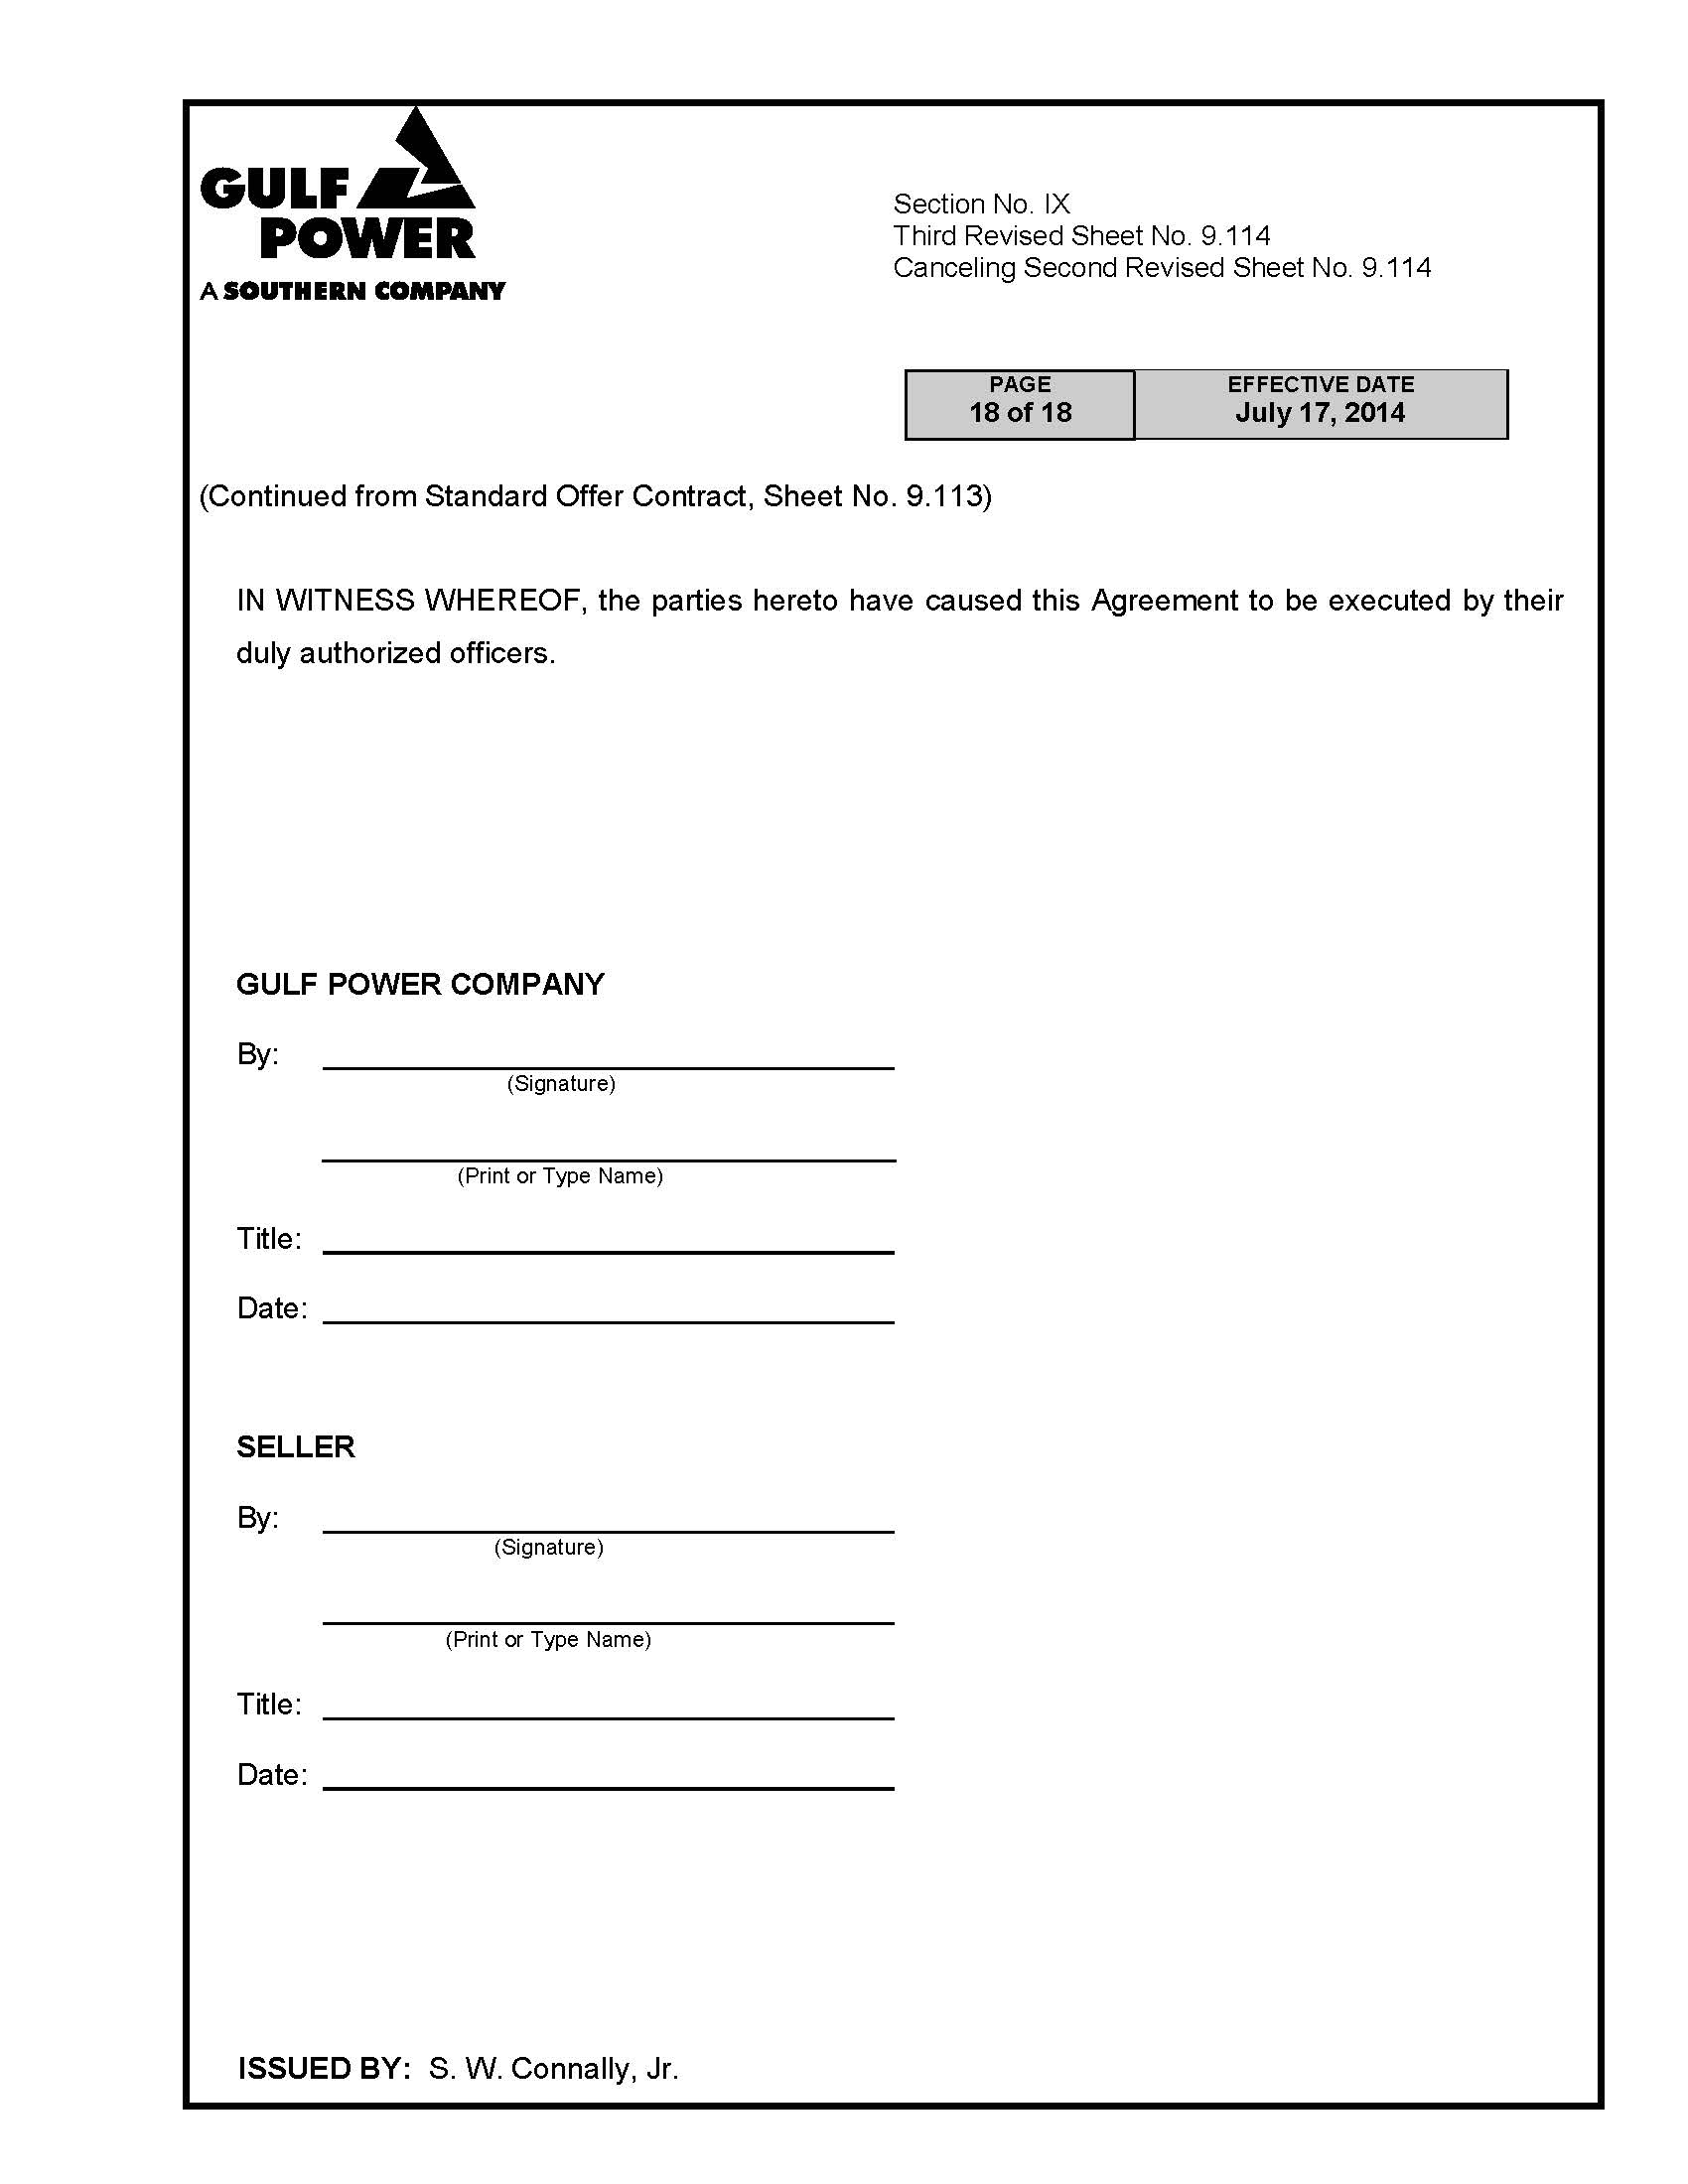 GULF
POWER
A SOUTHERN COMPANY
Section No. IX
Third Revised Sheet No. 9.114
Canceling Second Revised Sheet No. 9.114
PAGE
18 of 18
EFFECTIVE DATE
July 17, 2014
(Continued from Standard Offer Contract, Sheet No. 9.113)
IN WITNESS WHEREOF, the parties hereto have caused this Agreement to be executed by their
duly authorized officers.
GULF POWER COMPANY
By:
(Signature)
(Print or Type Name)
Title:
Date:
SELLER
By:
(Signature)
(Print or Type Name)
Title:
Date:
ISSUED BY: S. W. Connally, Jr.